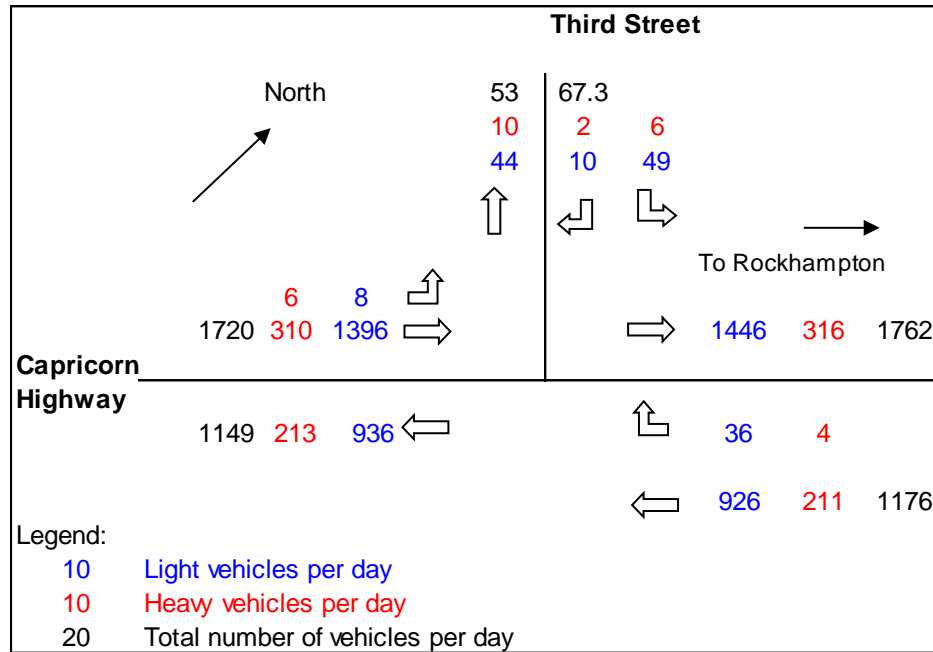 Third Street
North 53 67.3
10 2 6
44 10 49
To Rockhampton
6 8
1720 310 1396 1446 316 1762
Capricorn
Highway
1149 213 936 36 4
926 211 1176
Legend:
10 Light vehicles per day
10 Heavy vehicles per day
20 Total number of vehicles per day